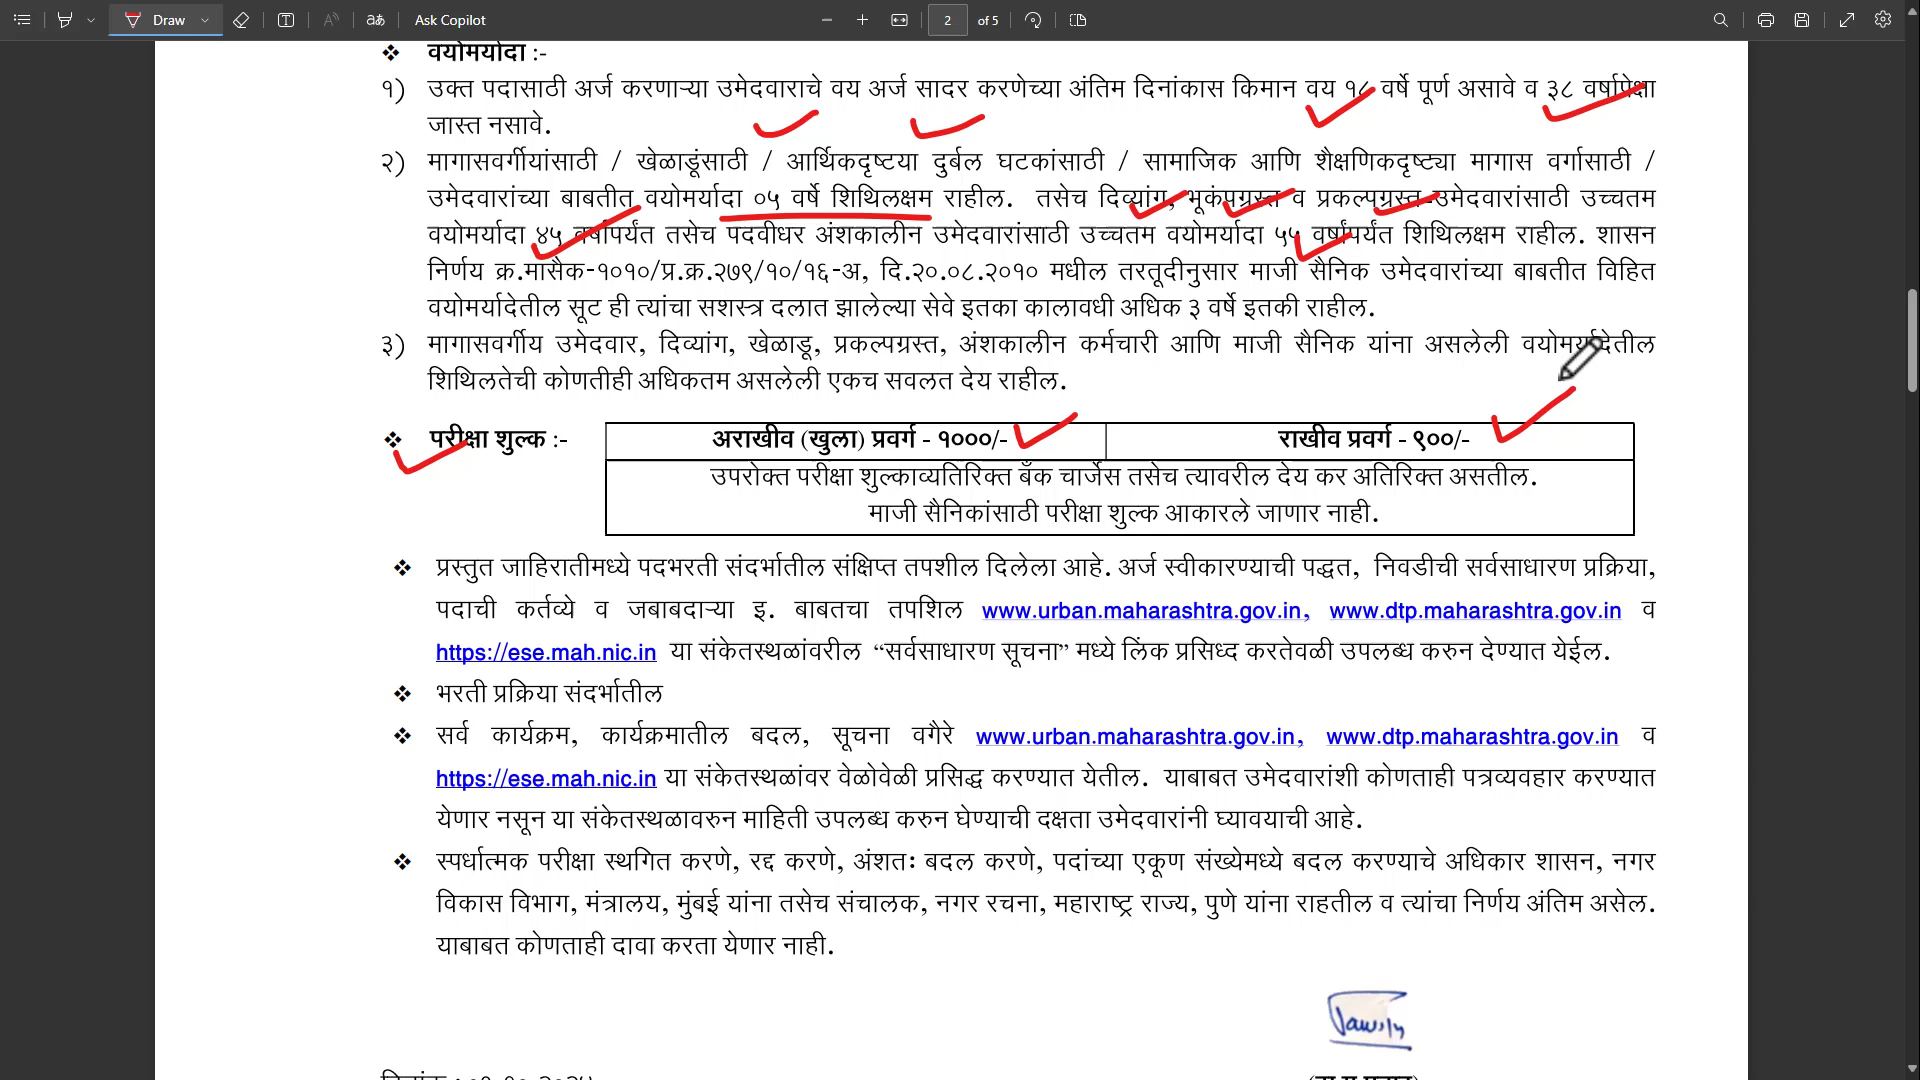 Draw
Ask Copilot
2 of 5
❖ वयोमर्यादा :-
१) उक्त पदासाठी अर्ज करणाऱ्या उमेदवाराचे वय अर्ज सादर करणेच्या अंतिम दिनांकास किमान वय १८ वर्षे पूर्ण असावे व ३८ वर्षापेक्षा
जास्त नसावे.
२) मागासवर्गीयांसाठी / खेळाडूंसाठी / आर्थिकदृष्टया दुर्बल घटकांसाठी / सामाजिक आणि शैक्षणिकदृष्ट्या मागास वर्गासाठी /
उमेदवारांच्या बाबतीत वयोमर्यादा ०५ वर्षे शिथिलक्षम राहील. तसेच दिव्यांग, भूकंपग्रस्त व प्रकल्पग्रस्त उमेदवारांसाठी उच्चतम
वयोमर्यादा ४५ वर्षापर्यंत तसेच पदवीधर अंशकालीन उमेदवारांसाठी उच्चतम वयोमर्यादा ५५ वर्षांपर्यंत शिथिलक्षम राहील. शासन
निर्णय क्र.मासैक-१०१०/प्र.क्र.२७९/१०/१६-अ, दि.२०.०८.२०१० मधील तरतूदीनुसार माजी सैनिक उमेदवारांच्या बाबतीत विहित
वयोमर्यादेतील सूट ही त्यांचा सशस्त्र दलात झालेल्या सेवे इतका कालावधी अधिक ३ वर्षे इतकी राहील.
३) मागासवर्गीय उमेदवार, दिव्यांग, खेळाडू, प्रकल्पग्रस्त, अंशकालीन कर्मचारी आणि माजी सैनिक यांना असलेली वयोमर्यादेतील
शिथिलतेची कोणतीही अधिकतम असलेली एकच सवलत देय राहील.
❖ परीक्षा शुल्क :- अराखीव (खुला) प्रवर्ग - १०००/- राखीव प्रवर्ग - ९००/-
उपरोक्त परीक्षा शुल्काव्यतिरिक्त बँक चार्जेस तसेच त्यावरील देय कर अतिरिक्त असतील.
माजी सैनिकांसाठी परीक्षा शुल्क आकारले जाणार नाही.
❖ प्रस्तुत जाहिरातीमध्ये पदभरती संदर्भातील संक्षिप्त तपशील दिलेला आहे. अर्ज स्वीकारण्याची पद्धत, निवडीची सर्वसाधारण प्रक्रिया,
पदाची कर्तव्ये व जबाबदाऱ्या इ. बाबतचा तपशिल www.urban.maharashtra.gov.in, www.dtp.maharashtra.gov.in व
https://ese.mah.nic.in या संकेतस्थळांवरील “सर्वसाधारण सूचना” मध्ये लिंक प्रसिध्द करतेवळी उपलब्ध करुन देण्यात येईल.
❖ भरती प्रक्रिया संदर्भातील
❖ सर्व कार्यक्रम, कार्यक्रमातील बदल, सूचना वगैरे www.urban.maharashtra.gov.in, www.dtp.maharashtra.gov.in व
https://ese.mah.nic.in या संकेतस्थळांवर वेळोवेळी प्रसिद्ध करण्यात येतील. याबाबत उमेदवारांशी कोणताही पत्रव्यवहार करण्यात
येणार नसून या संकेतस्थळावरुन माहिती उपलब्ध करुन घेण्याची दक्षता उमेदवारांनी घ्यावयाची आहे.
❖ स्पर्धात्मक परीक्षा स्थगित करणे, रद्द करणे, अंशतः बदल करणे, पदांच्या एकूण संख्येमध्ये बदल करण्याचे अधिकार शासन, नगर
विकास विभाग, मंत्रालय, मुंबई यांना तसेच संचालक, नगर रचना, महाराष्ट्र राज्य, पुणे यांना राहतील व त्यांचा निर्णय अंतिम असेल.
याबाबत कोणताही दावा करता येणार नाही.